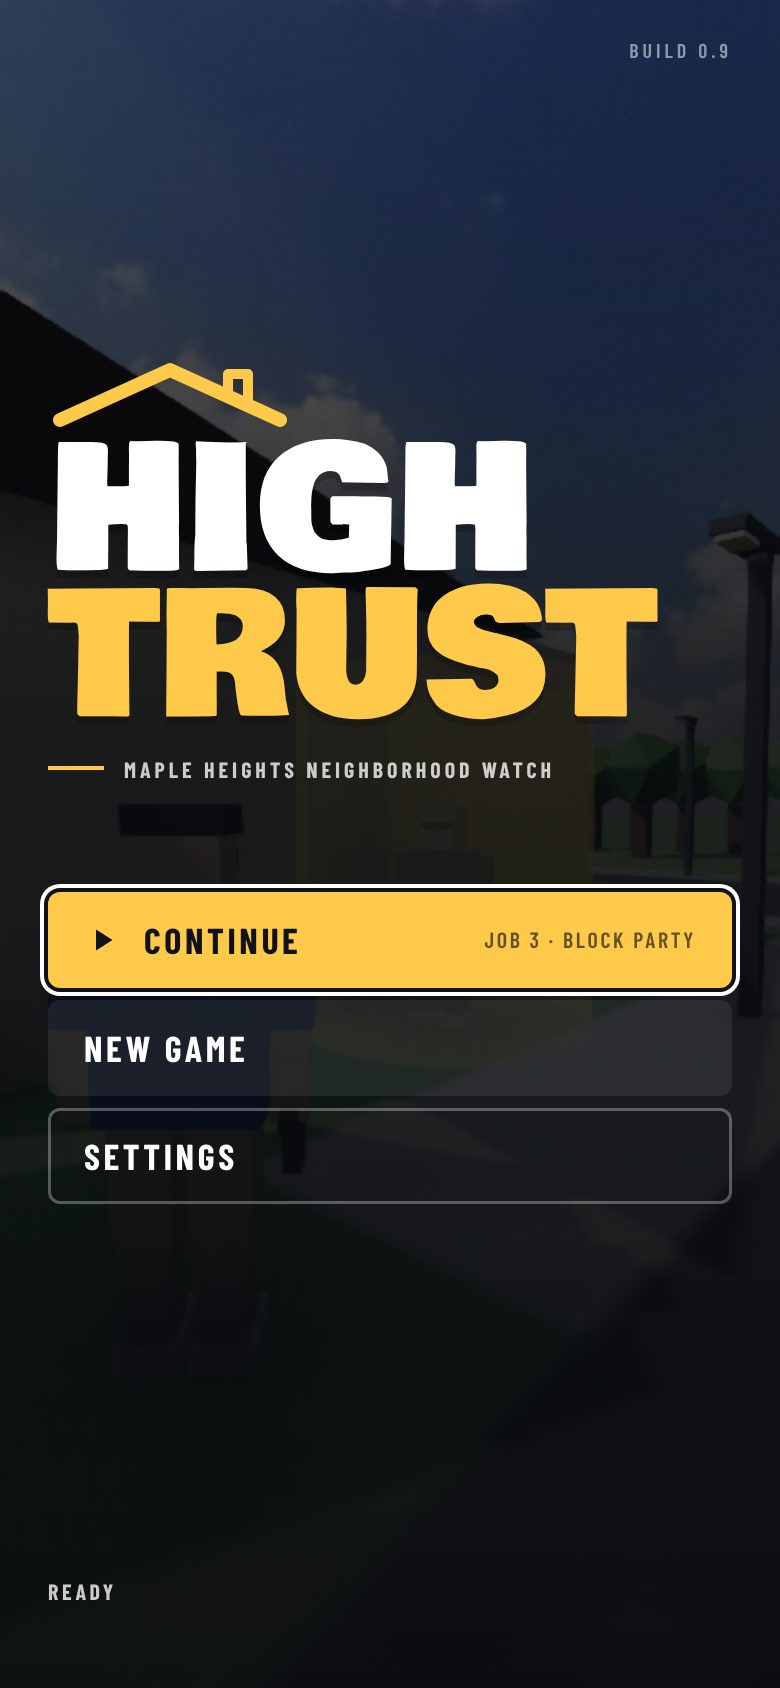 BUILD 0.9
HIGH
TRUST
MAPLE HEIGHTS NEIGHBORHOOD WATCH
CONTINUE JOB 3 · BLOCK PARTY
NEW GAME
SETTINGS
READY